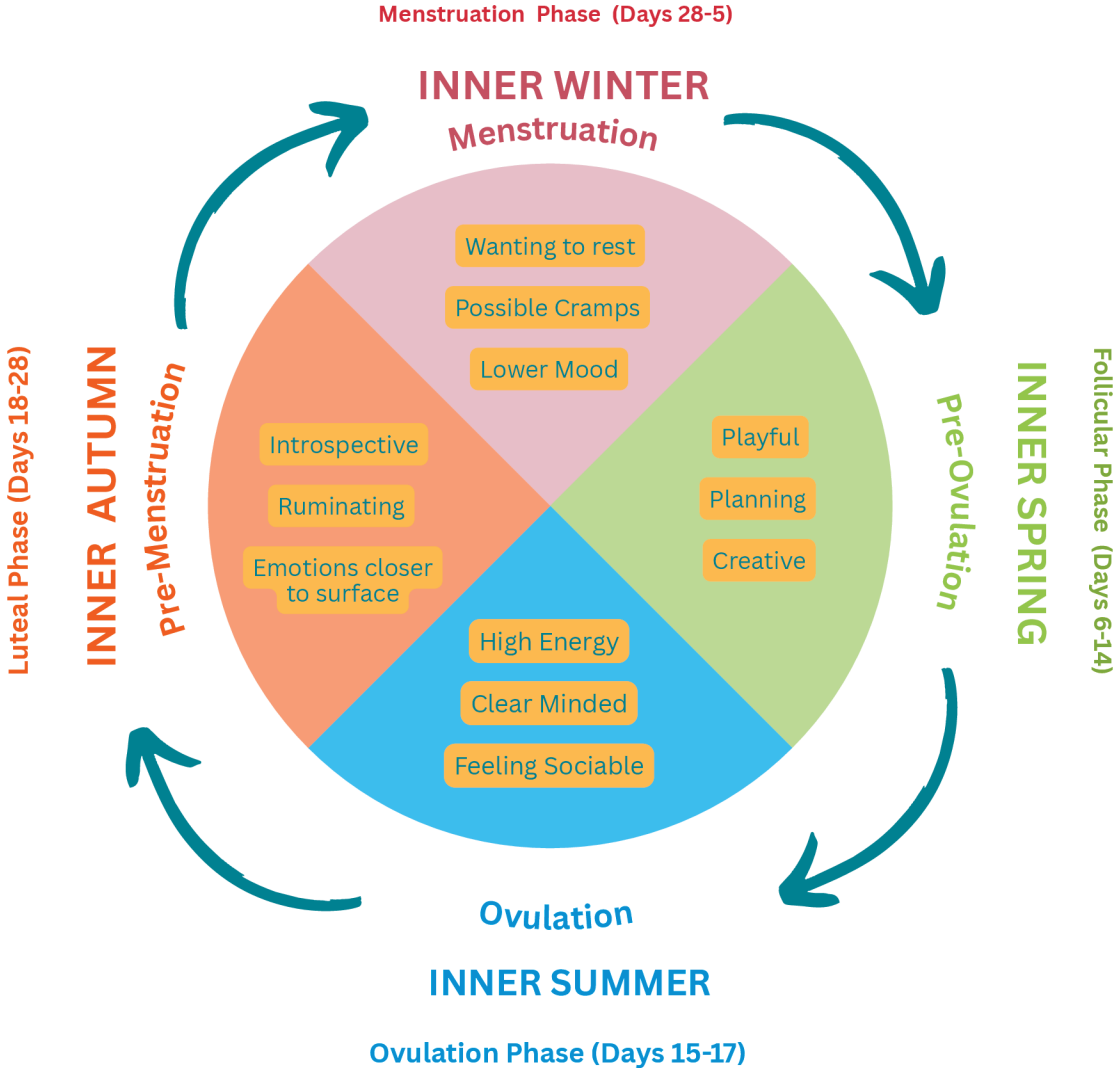 Menstruation Phase (Days 28-5)
INNER WINTER
Menstruation
Wanting to rest
Possible Cramps
Lower Mood
Follicular Phase (Days 6-14)
INNER SPRING
Pre-Ovulation
Playful
Planning
Creative
High Energy
Clear Minded
Feeling Sociable
Ovulation
INNER SUMMER
Ovulation Phase (Days 15-17)
Luteal Phase (Days 18-28)
INNER AUTUMN
Pre-Menstruation
Introspective
Ruminating
Emotions closer
to surface